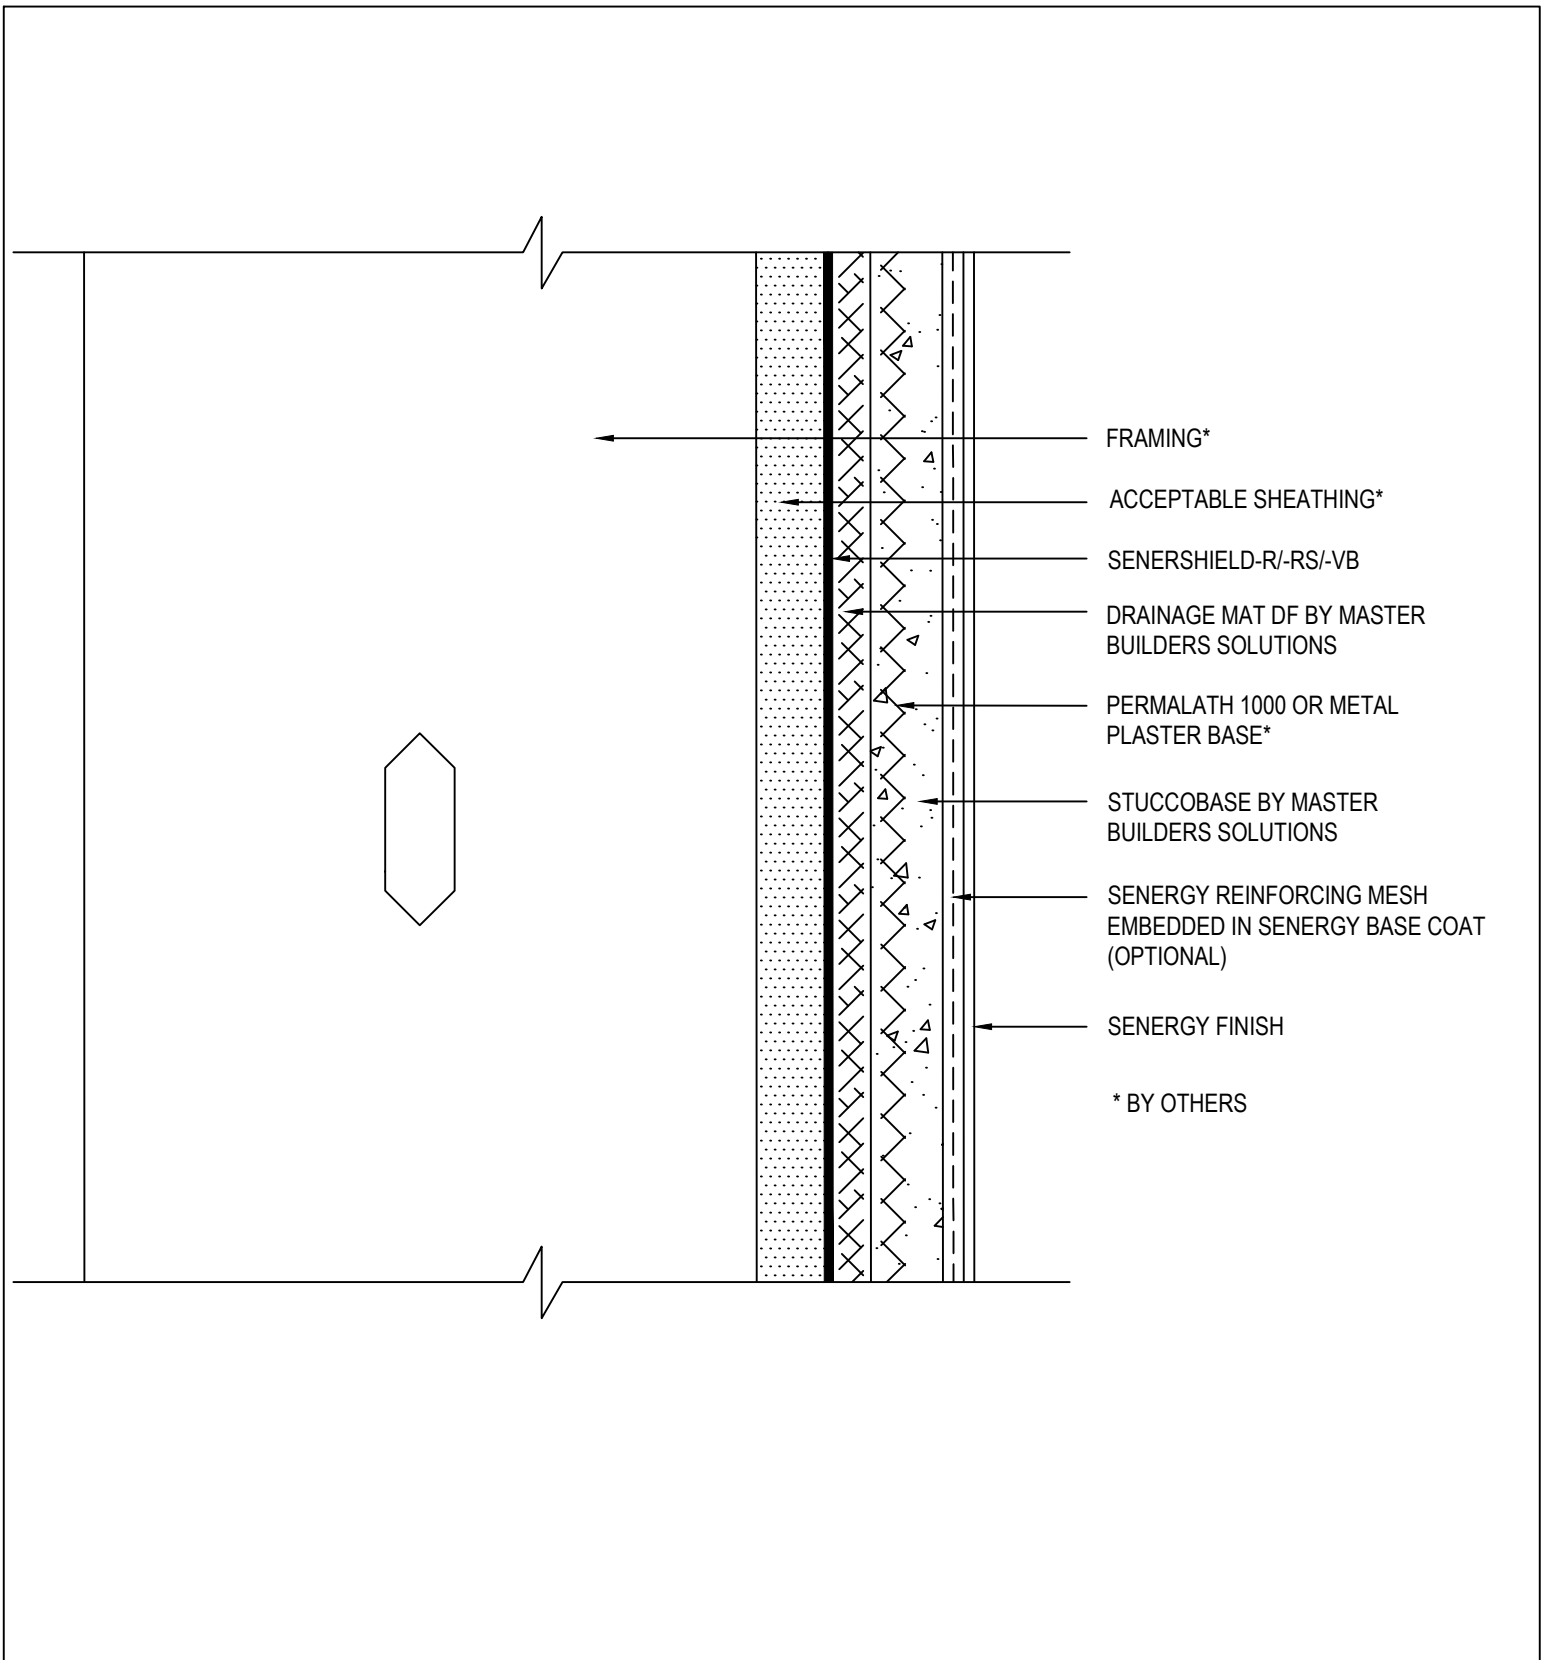 FRAMING*
ACCEPTABLE SHEATHING*
SENERSHIELD-R/-RS/-VB
DRAINAGE MAT DF BY MASTER
BUILDERS SOLUTIONS
PERMALATH 1000 OR METAL
PLASTER BASE*
STUCCOBASE BY MASTER
BUILDERS SOLUTIONS
SENERGY REINFORCING MESH
EMBEDDED IN SENERGY BASE COAT
(OPTIONAL)
SENERGY FINISH
* BY OTHERS